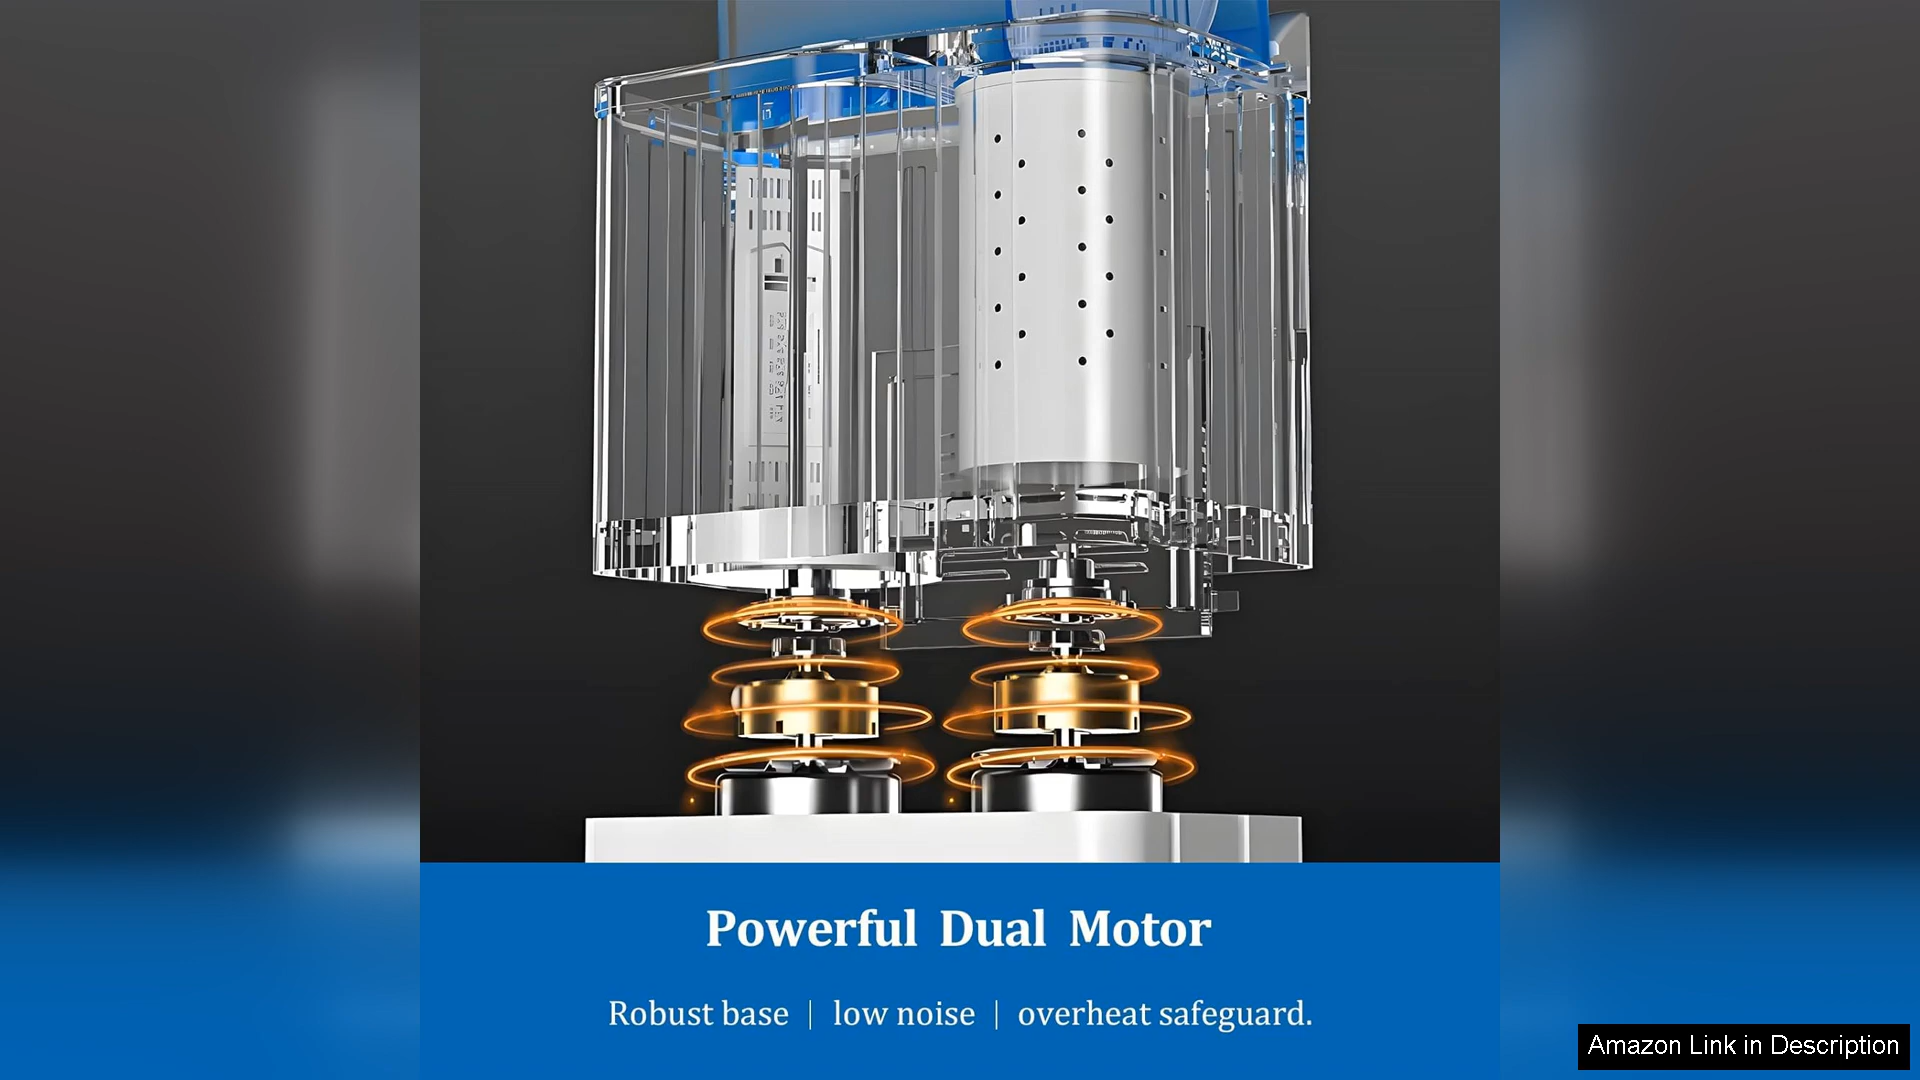 Powerful Dual Motor
Robust base | low noise | overheat safeguard.
Amazon Link in Description